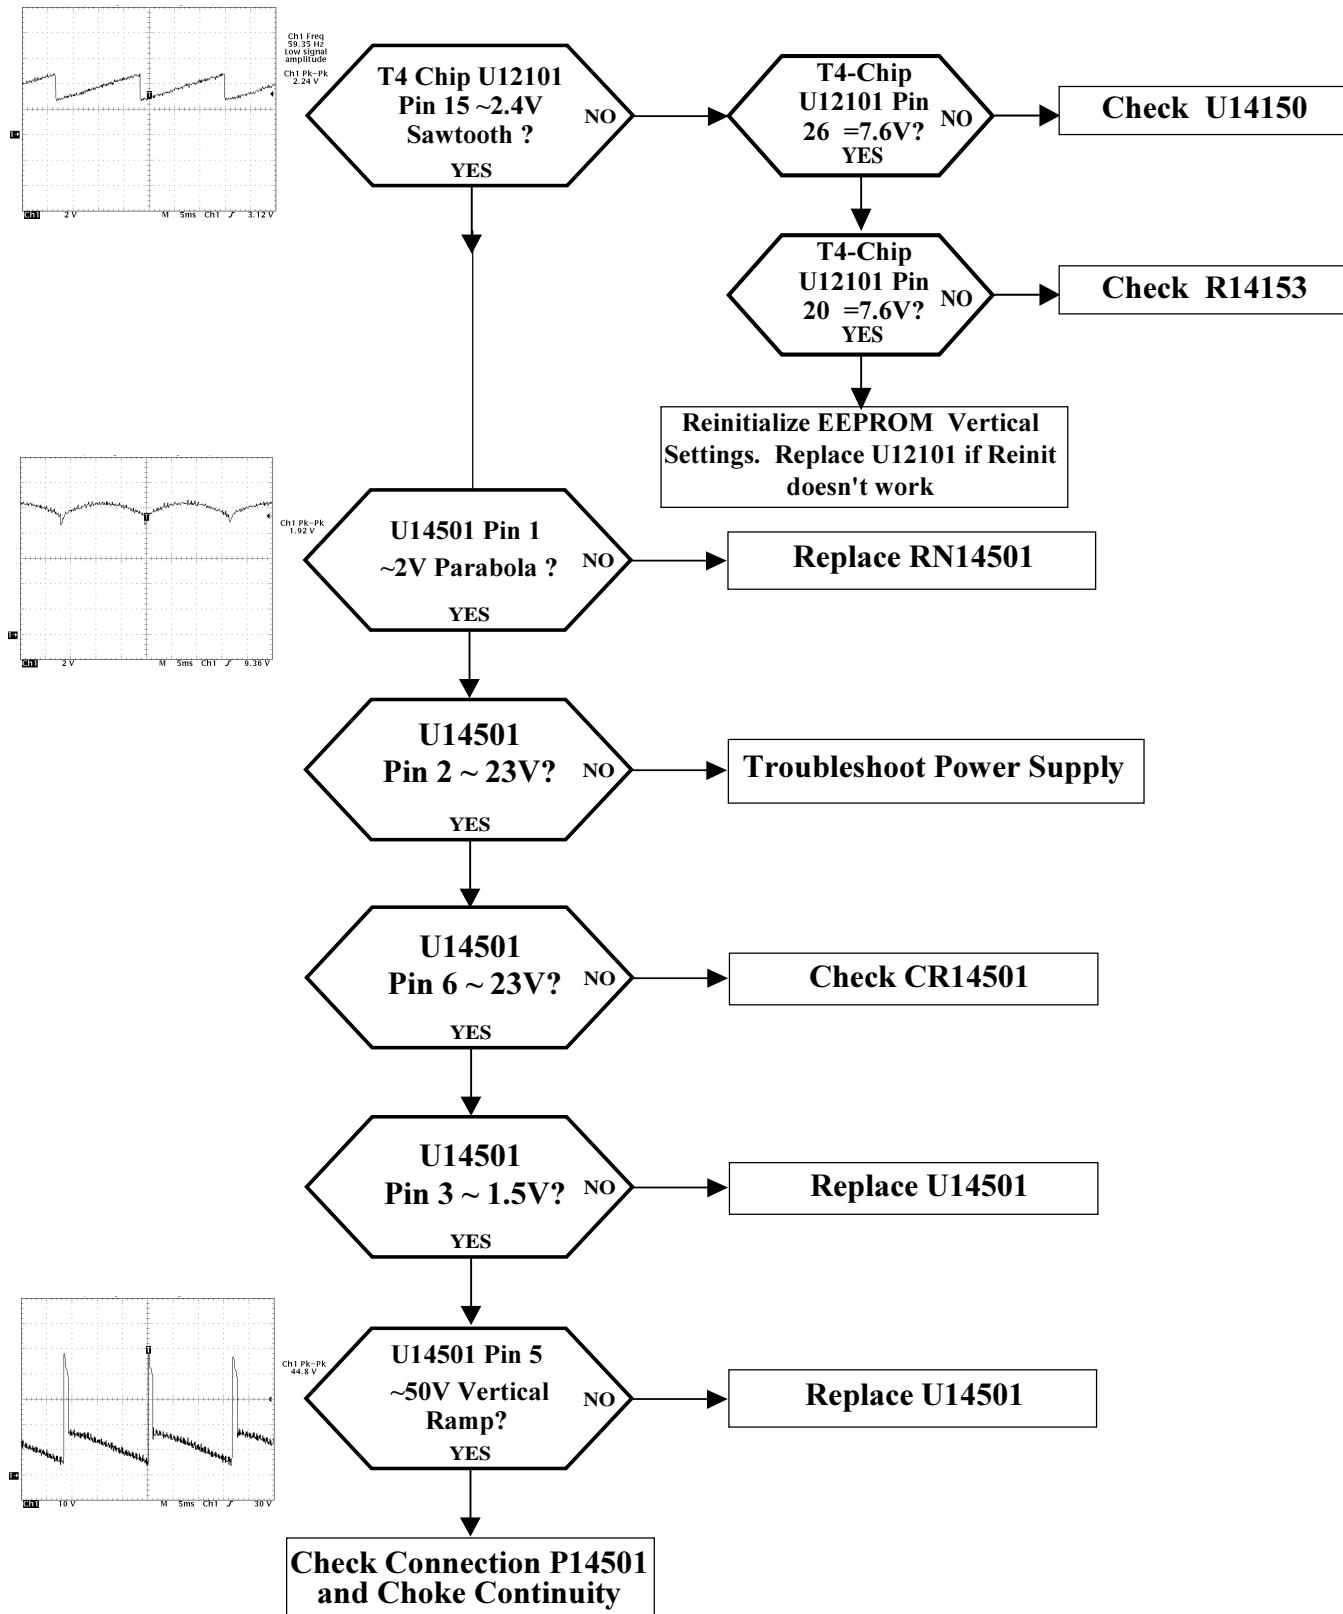 Ch1 Freq
59.35 Hz
Low signal
amplitude
Ch1 Pk-Pk
2.24 V
Ch1 2 V M 5ms Ch1 3.12 V
T4 Chip U12101
Pin 15 ~2.4V
Sawtooth ?
NO
YES
T4-Chip
U12101 Pin
26 =7.6V?
NO
YES
Check U14150
T4-Chip
U12101 Pin
20 =7.6V?
NO
YES
Check R14153
Reinitialize EEPROM Vertical
Settings. Replace U12101 if Reinit
doesn't work
Ch1 Pk-Pk
1.92 V
Ch1 2 V M 5ms Ch1 9.36 V
U14501 Pin 1
~2V Parabola ?
NO
YES
Replace RN14501
U14501
Pin 2 ~ 23V?
NO
YES
Troubleshoot Power Supply
U14501
Pin 6 ~ 23V?
NO
YES
Check CR14501
U14501
Pin 3 ~ 1.5V?
NO
YES
Replace U14501
Ch1 Pk-Pk
44.8 V
Ch1 10 V M 5ms Ch1 30 V
U14501 Pin 5
~50V Vertical
Ramp?
NO
YES
Replace U14501
Check Connection P14501
and Choke Continuity